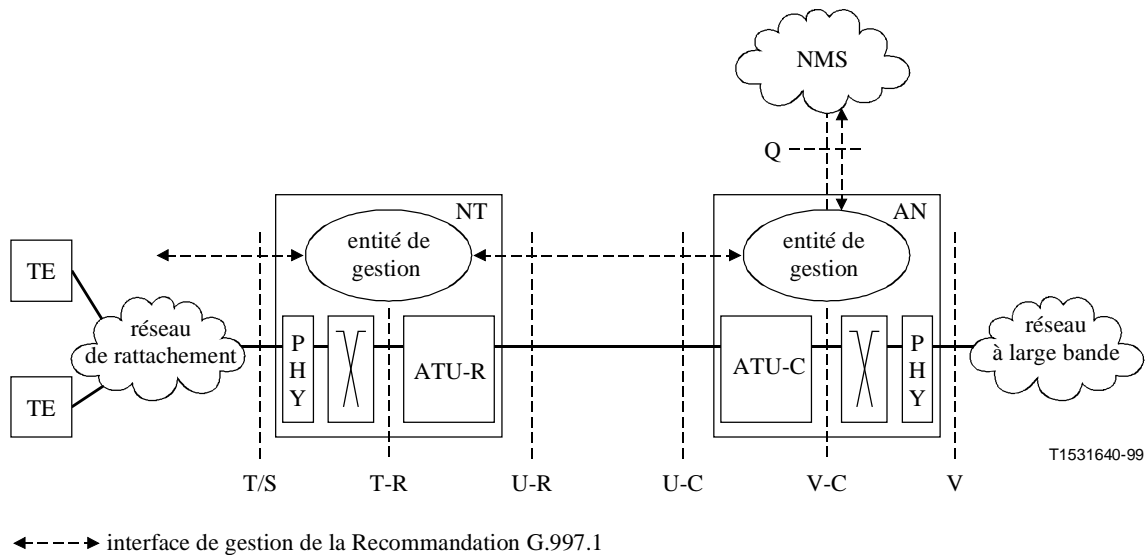 NMS
Q
NT
AN
entité de
gestion
entité de
gestion
TE
TE
réseau
de rattachement
P
H
Y
ATU-R
ATU-C
P
H
Y
réseau
à large bande
T1531640-99
T/S
T-R
U-R
U-C
V-C
V
interface de gestion de la Recommandation G.997.1